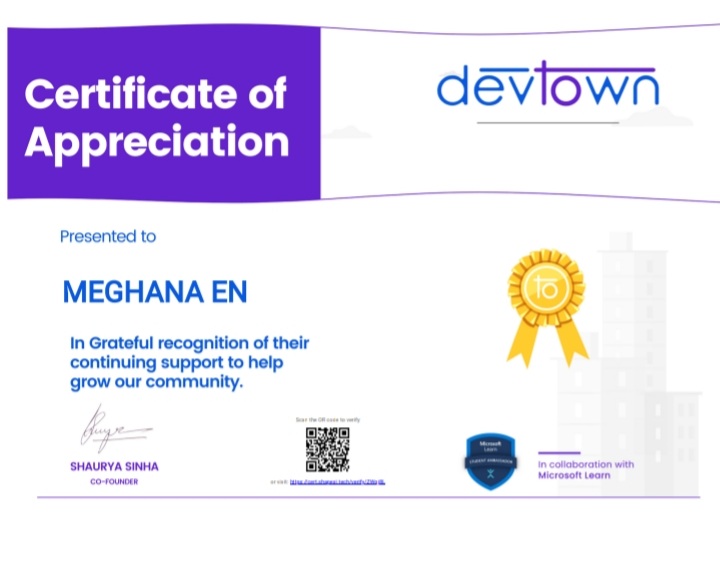 Certificate of
Appreciation
devtown
Presented to
MEGHANA EN
to
In Grateful recognition of their
continuing support to help
grow our community.
Scan the QR code to verify
Microsoft
Learn
STUDENT AMBASSADOR
SHAURYA SINHA
CO-FOUNDER
In collaboration with
Microsoft Learn
or visit: